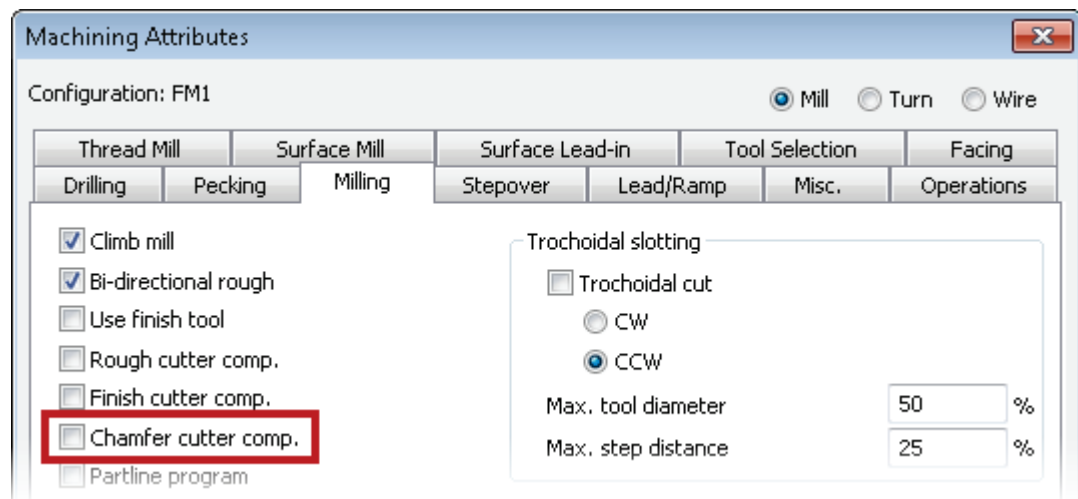 Machining Attributes
Configuration: FM1
Mill Turn Wire
Thread Mill Surface Mill Surface Lead-in Tool Selection Facing
Drilling Pecking Milling Stepover Lead/Ramp Misc. Operations
Climb mill
Bi-directional rough
Use finish tool
Rough cutter comp.
Finish cutter comp.
Chamfer cutter comp.
Partline program
Trochoidal slotting
Trochoidal cut
CW
CCW
Max. tool diameter 50 %
Max. step distance 25 %